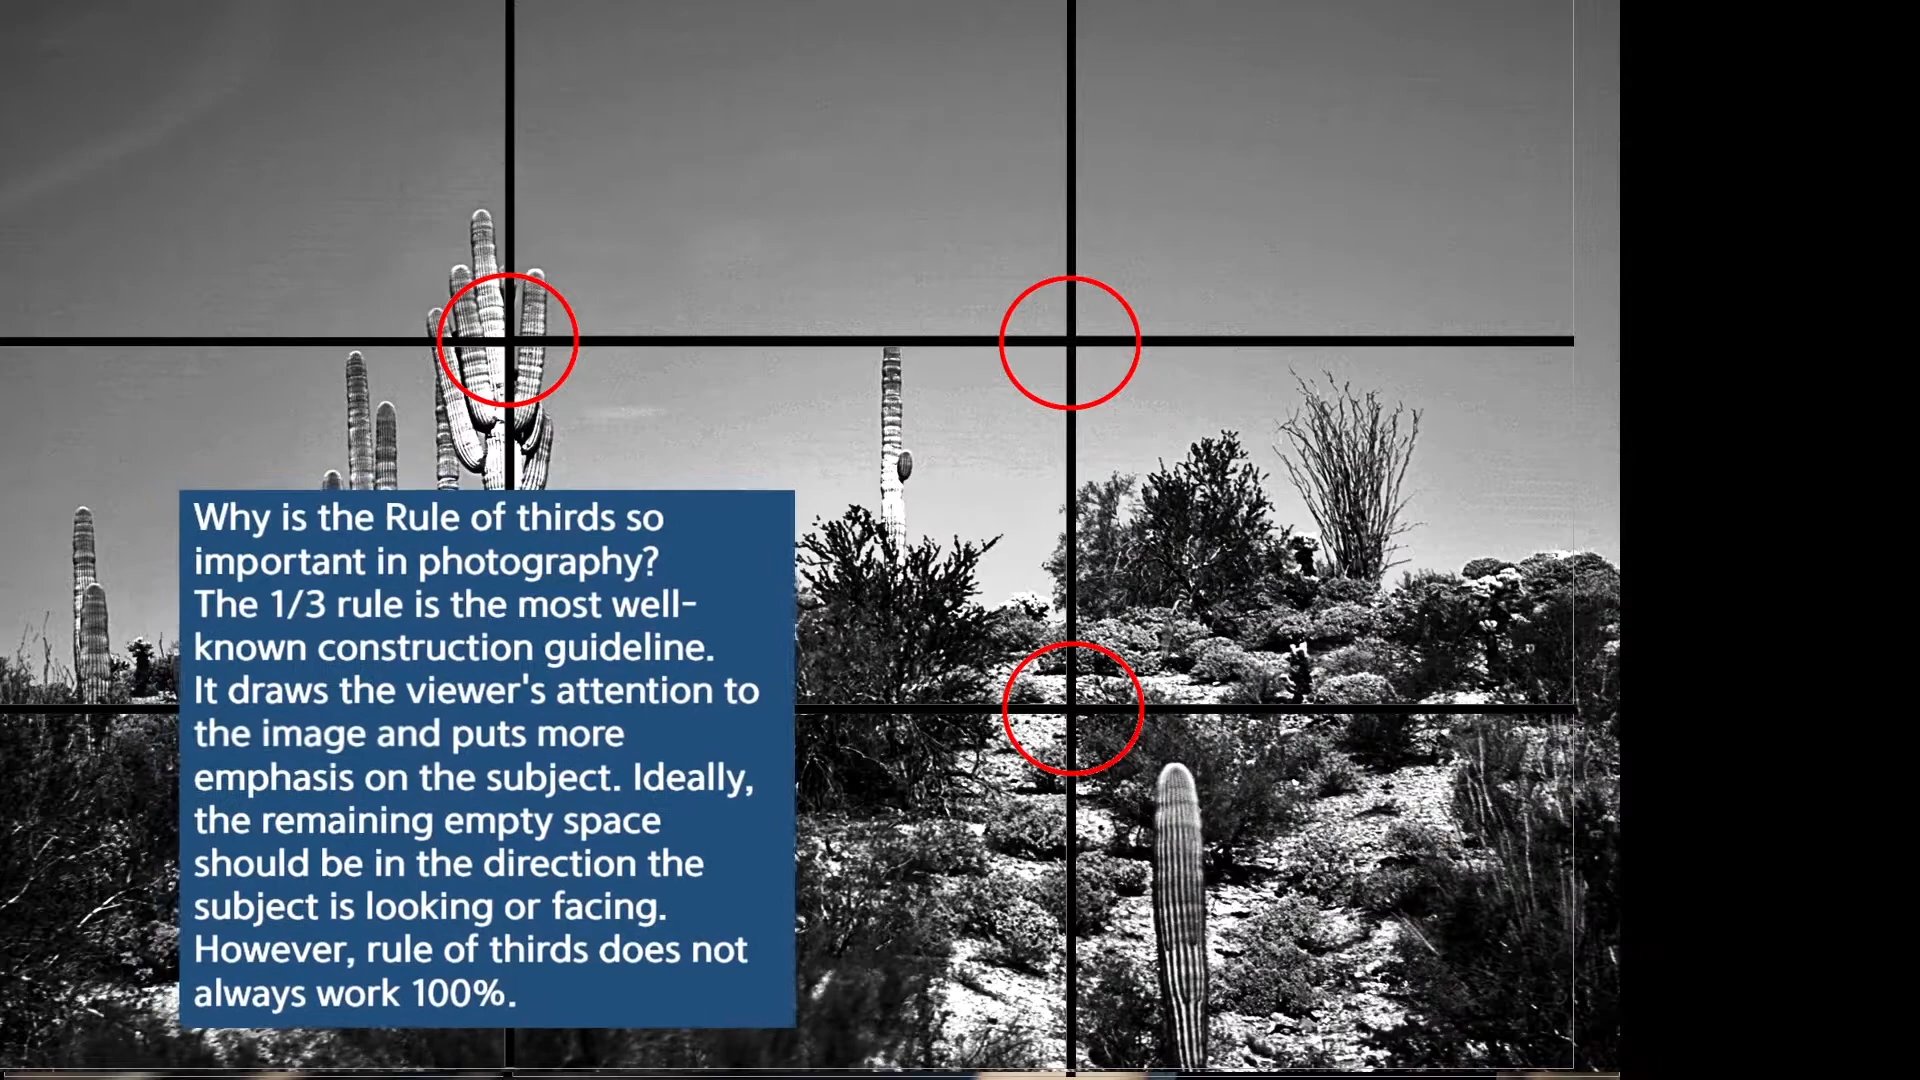 Why is the Rule of thirds so
important in photography?
The 1/3 rule is the most well-
known construction guideline.
It draws the viewer's attention to
the image and puts more
emphasis on the subject. Ideally,
the remaining empty space
should be in the direction the
subject is looking or facing.
However, rule of thirds does not
always work 100%.